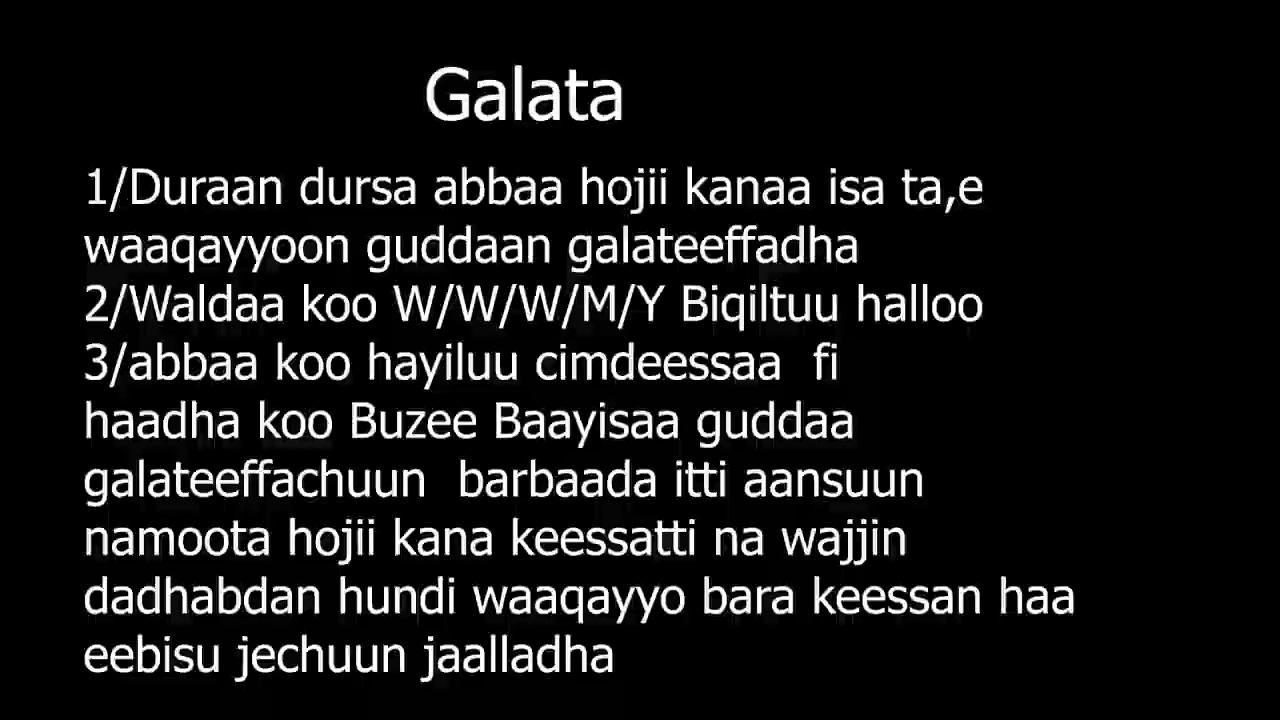 Galata
1/Duraan dursa abbaa hojii kanaa isa ta,e
waaqayyoon guddaan galateeffadha
2/Waldaa koo W/W/W/M/Y Biqiltuu halloo
3/abbaa koo hayiluu cimdeessaa fi
haadha koo Buzee Baayisaa guddaa
galateeffachuun barbaada itti aansuun
namoota hojii kana keessatti na wajjin
dadhabdan hundi waaqayyo bara keessan haa
eebisu jechuun jaalladha